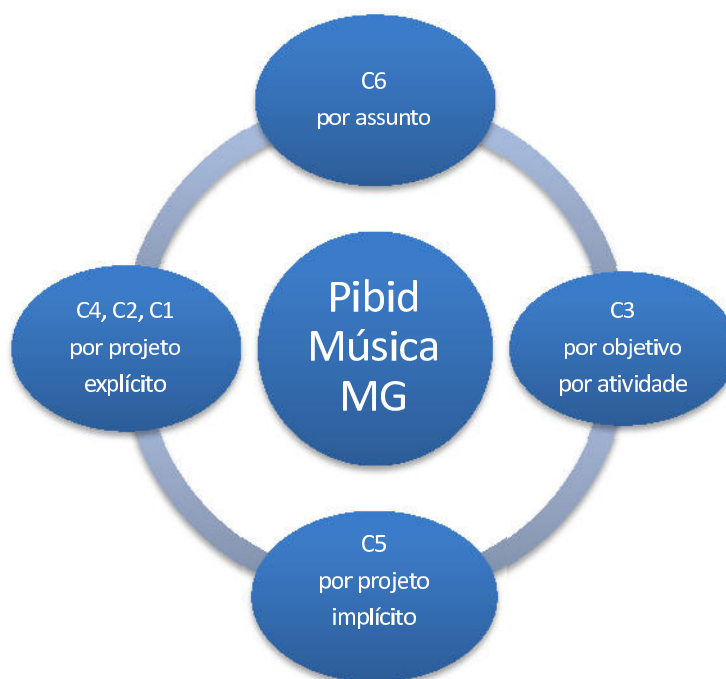 C6
por assunto
C4, C2, C1
por projeto
explícito
Pibid
Música
MG
C3
por objetivo
por atividade
C5
por projeto
implícito